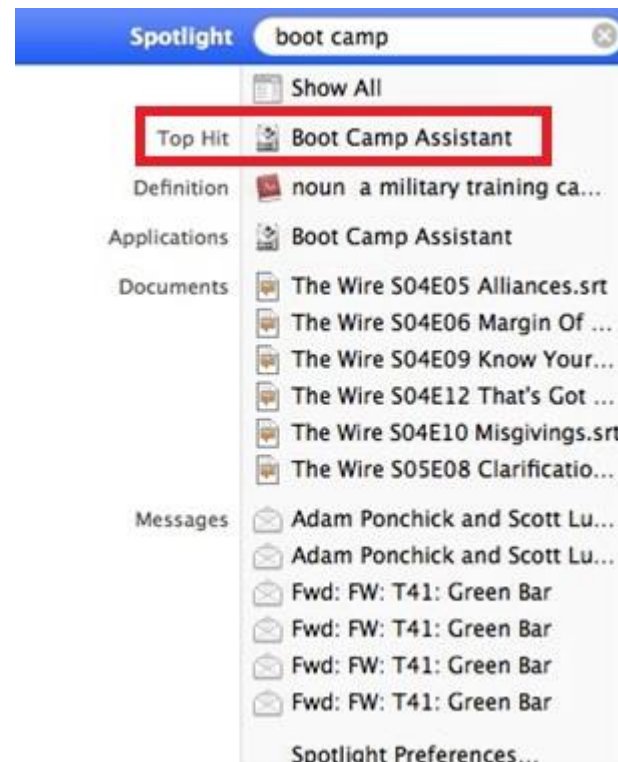 Spotlight boot camp
Show All
Top Hit Boot Camp Assistant
Definition noun a military training ca...
Applications Boot Camp Assistant
Documents The Wire S04E05 Alliances.srt
The Wire S04E06 Margin Of ...
The Wire S04E09 Know Your...
The Wire S04E12 That's Got ...
The Wire S04E10 Misgivings.srt
The Wire S05E08 Clarificatio...
Messages Adam Ponchick and Scott Lu...
Adam Ponchick and Scott Lu...
Fwd: FW: T41: Green Bar
Fwd: FW: T41: Green Bar
Fwd: FW: T41: Green Bar
Fwd: FW: T41: Green Bar
Spotlight Preferences...